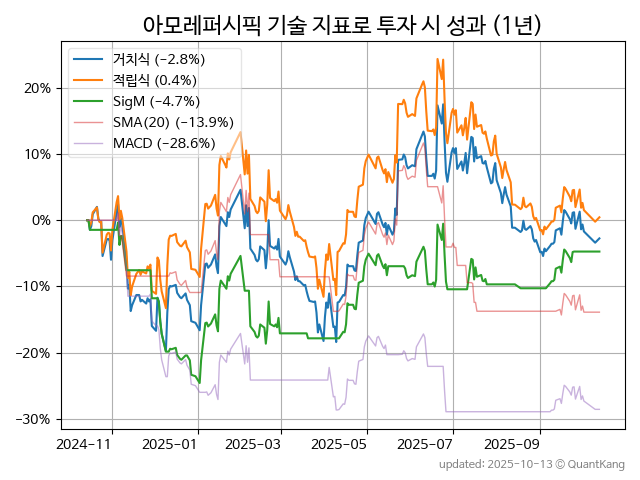 아모레퍼시픽 기술 지표로 투자 시 성과 (1년)
거치식 (−2.8%)
적립식 (0.4%)
SigM (−4.7%)
SMA(20) (−13.9%)
MACD (−28.6%)
20%
10%
0%
−10%
−20%
−30%
2024-11 2025-01 2025-03 2025-05 2025-07 2025-09
updated: 2025-10-13 © QuantKang